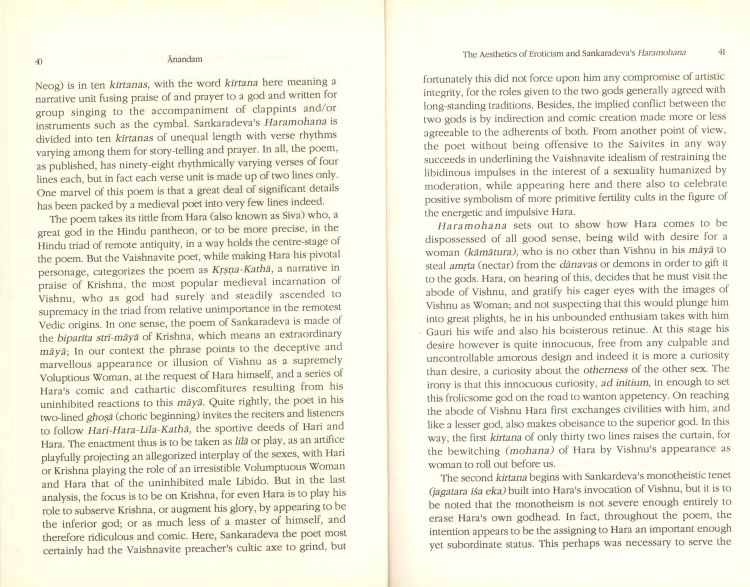 40
Ānandam
Neog) is in ten kīrtanas, with the word kīrtana here meaning a
narrative unit fusing praise of and prayer to a god and written for
group singing to the accompaniment of clappints and/or
instruments such as the cymbal. Sankaradeva's Haramohana is
divided into ten kīrtanas of unequal length with verse rhythms
varying among them for story-telling and prayer. In all, the poem,
as published, has ninety-eight rhythmically varying verses of four
lines each, but in fact each verse unit is made up of two lines only.
One marvel of this poem is that a great deal of significant details
has been packed by a medieval poet into very few lines indeed.
The poem takes its tittle from Hara (also known as Siva) who, a
great god in the Hindu pantheon, or to be more precise, in the
Hindu triad of remote antiquity, in a way holds the centre-stage of
the poem. But the Vaishnavite poet, while making Hara his pivotal
personage, categorizes the poem as Kṛṣṇa-Kathā, a narrative in
praise of Krishna, the most popular medieval incarnation of
Vishnu, who as god had surely and steadily ascended to
supremacy in the triad from relative unimportance in the remotest
Vedic origins. In one sense, the poem of Sankaradeva is made of
the biparita stri-māyā of Krishna, which means an extraordinary
māyā; In our context the phrase points to the deceptive and
marvellous appearance or illusion of Vishnu as a supremely
Voluptious Woman, at the request of Hara himself, and a series of
Hara's comic and cathartic discomfitures resulting from his
uninhibited reactions to this māyā. Quite rightly, the poet in his
two-lined ghoṣā (choric beginning) invites the reciters and listeners
to follow Hari-Hara-Līla-Kathā, the sportive deeds of Hari and
Hara. The enactment thus is to be taken as līlā or play, as an artifice
playfully projecting an allegorized interplay of the sexes, with Hari
or Krishna playing the role of an irresistible Volumptuous Woman
and Hara that of the uninhibited male Libido. But in the last
analysis, the focus is to be on Krishna, for even Hara is to play his
role to subserve Krishna, or augment his glory, by appearing to be
the inferior god; or as much less of a master of himself, and
therefore ridiculous and comic. Here, Sankaradeva the poet most
certainly had the Vaishnavite preacher's cultic axe to grind, but
The Aesthetics of Eroticism and Sankaradeva's Haramohana
41
fortunately this did not force upon him any compromise of artistic
integrity, for the roles given to the two gods generally agreed with
long-standing traditions. Besides, the implied conflict between the
two gods is by indirection and comic creation made more or less
agreeable to the adherents of both. From another point of view,
the poet without being offensive to the Saivites in any way
succeeds in underlining the Vaishnavite idealism of restraining the
libidinous impulses in the interest of a sexuality humanized by
moderation, while appearing here and there also to celebrate
positive symbolism of more primitive fertility cults in the figure of
the energetic and impulsive Hara.
Haramohana sets out to show how Hara comes to be
dispossessed of all good sense, being wild with desire for a
woman (kāmātura), who is no other than Vishnu in his māyā to
steal amṛta (nectar) from the dānavas or demons in order to gift it
to the gods. Hara, on hearing of this, decides that he must visit the
abode of Vishnu, and gratify his eager eyes with the images of
Vishnu as Woman; and not suspecting that this would plunge him
into great plights, he in his unbounded enthusiam takes with him
Gauri his wife and also his boisterous retinue. At this stage his
desire however is quite innocuous, free from any culpable and
uncontrollable amorous design and indeed it is more a curiosity
than desire, a curiosity about the otherness of the other sex. The
irony is that this innocuous curiosity, ad initium, in enough to set
this frolicsome god on the road to wanton appetency. On reaching
the abode of Vishnu Hara first exchanges civilities with him, and
like a lesser god, also makes obeisance to the superior god. In this
way, the first kīrtana of only thirty two lines raises the curtain, for
the bewitching (mohana) of Hara by Vishnu's appearance as
woman to roll out before us.
The second kīrtana begins with Sankardeva's monotheistic tenet
(jagatara īśa eka) built into Hara's invocation of Vishnu, but it is to
be noted that the monotheism is not severe enough entirely to
erase Hara's own godhead. In fact, throughout the poem, the
intention appears to be the assigning to Hara an important enough
yet subordinate status. This perhaps was necessary to serve the